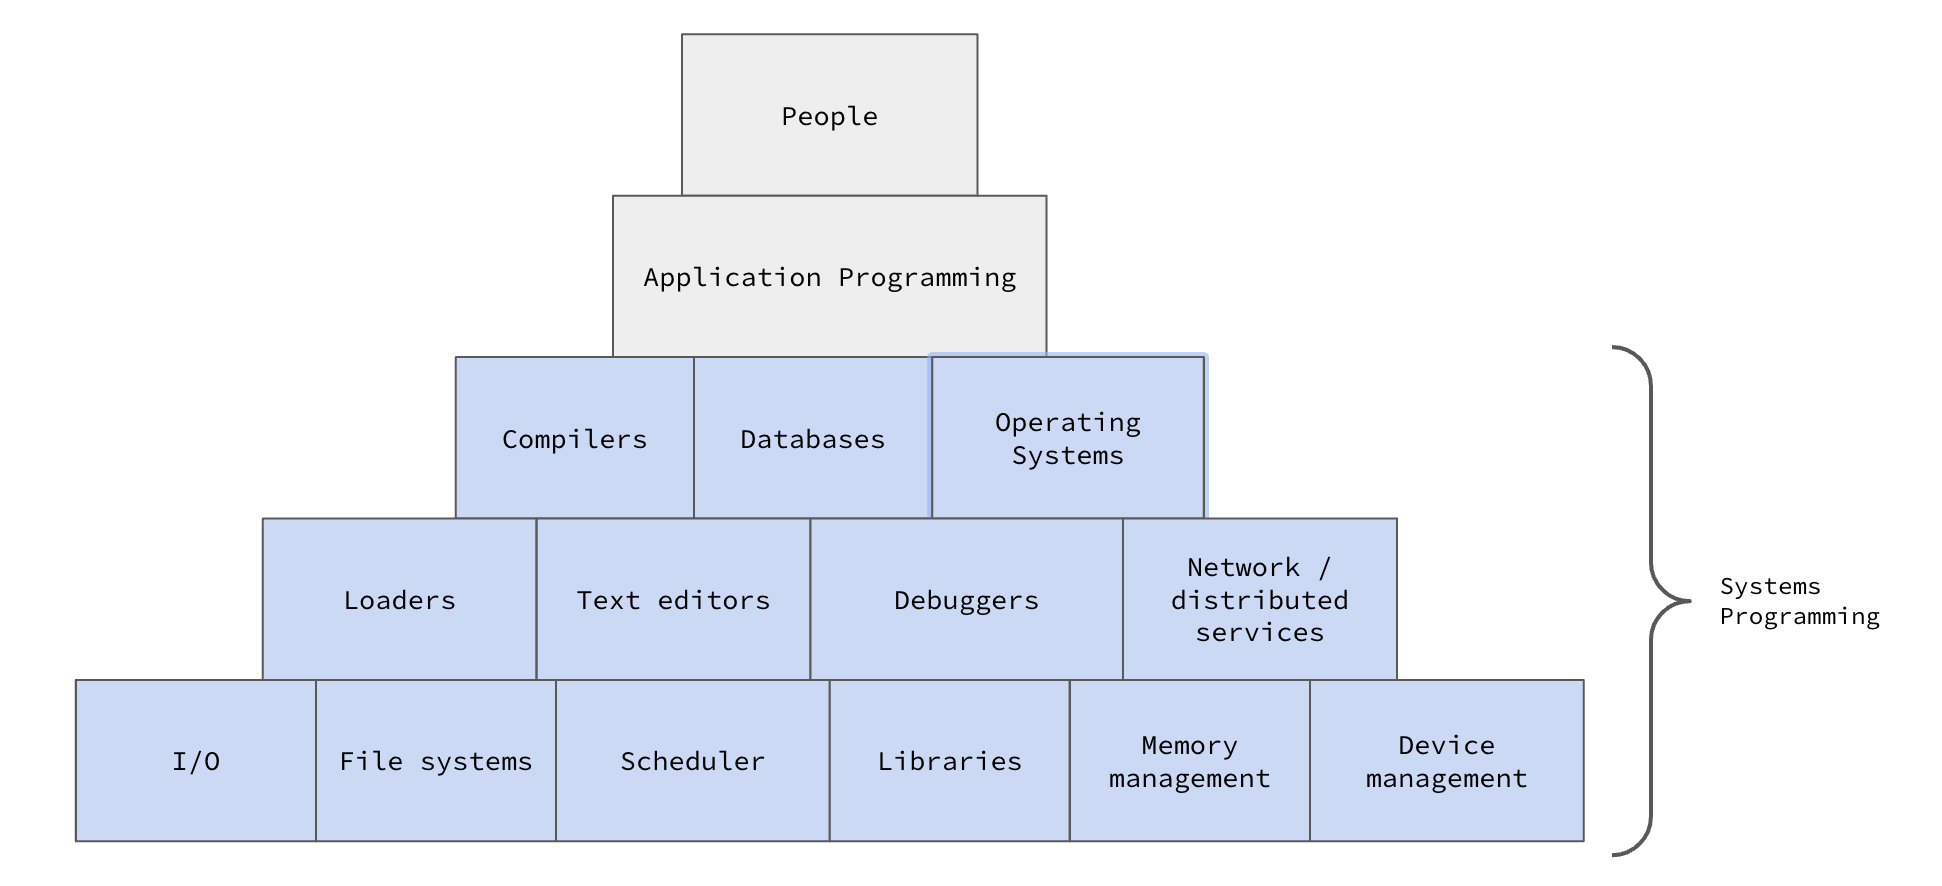 People
Application Programming
Compilers
Databases
Operating
Systems
Loaders
Text editors
Debuggers
Network /
distributed
services
I/O
File systems
Scheduler
Libraries
Memory
management
Device
management
Systems
Programming